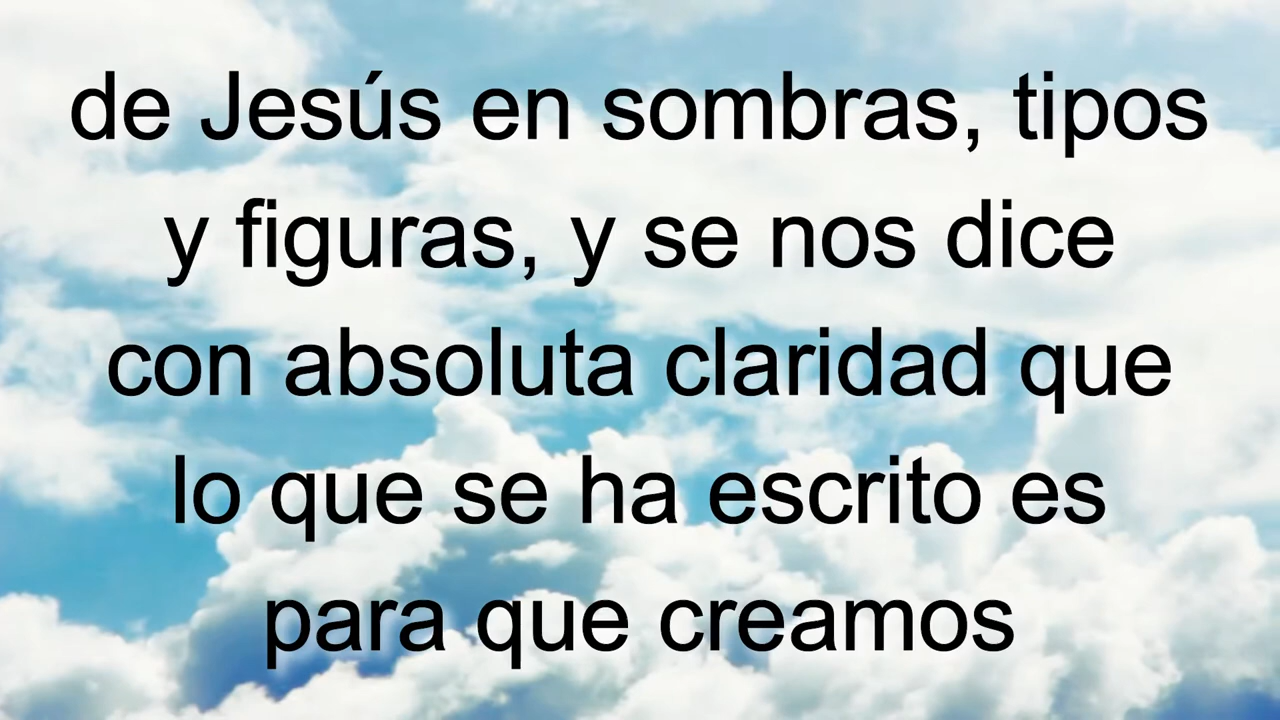 de Jesús en sombras, tipos
y figuras, y se nos dice
con absoluta claridad que
lo que se ha escrito es
para que creamos